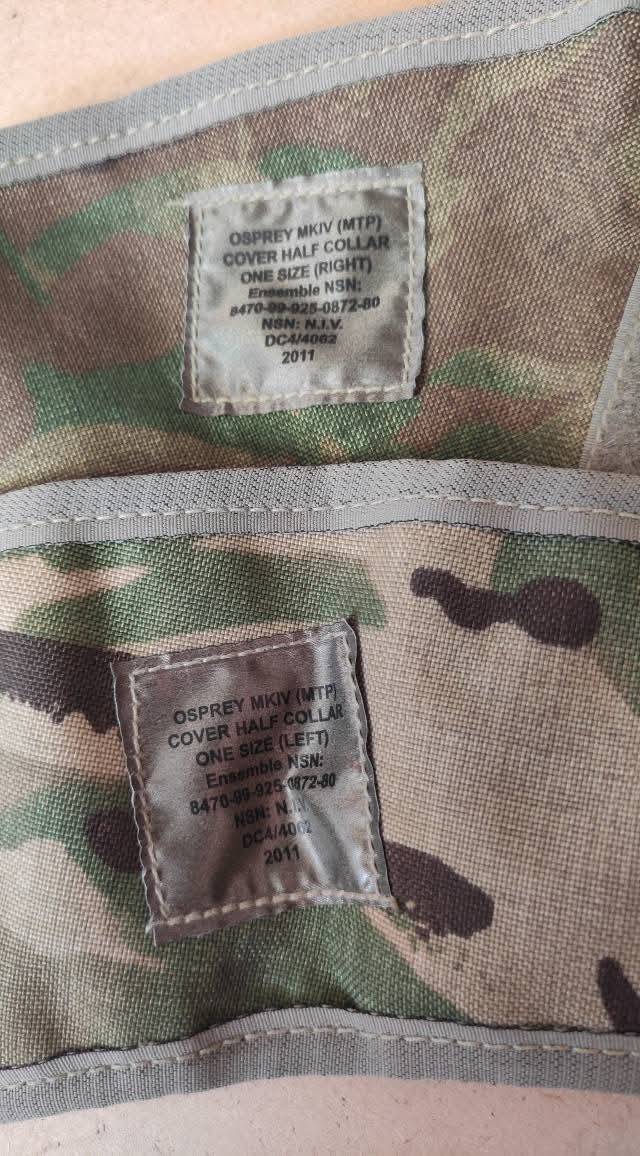 OSPREY MKIV (MTP)
COVER HALF COLLAR
ONE SIZE (RIGHT)
Ensemble NSN:
8470-99-925-0872-80
NSN: N.I.V.
DC4/4062
2011
OSPREY MKIV (MTP)
COVER HALF COLLAR
ONE SIZE (LEFT)
Ensemble NSN:
8470-99-925-0872-80
NSN: N.I.V.
DC4/4062
2011